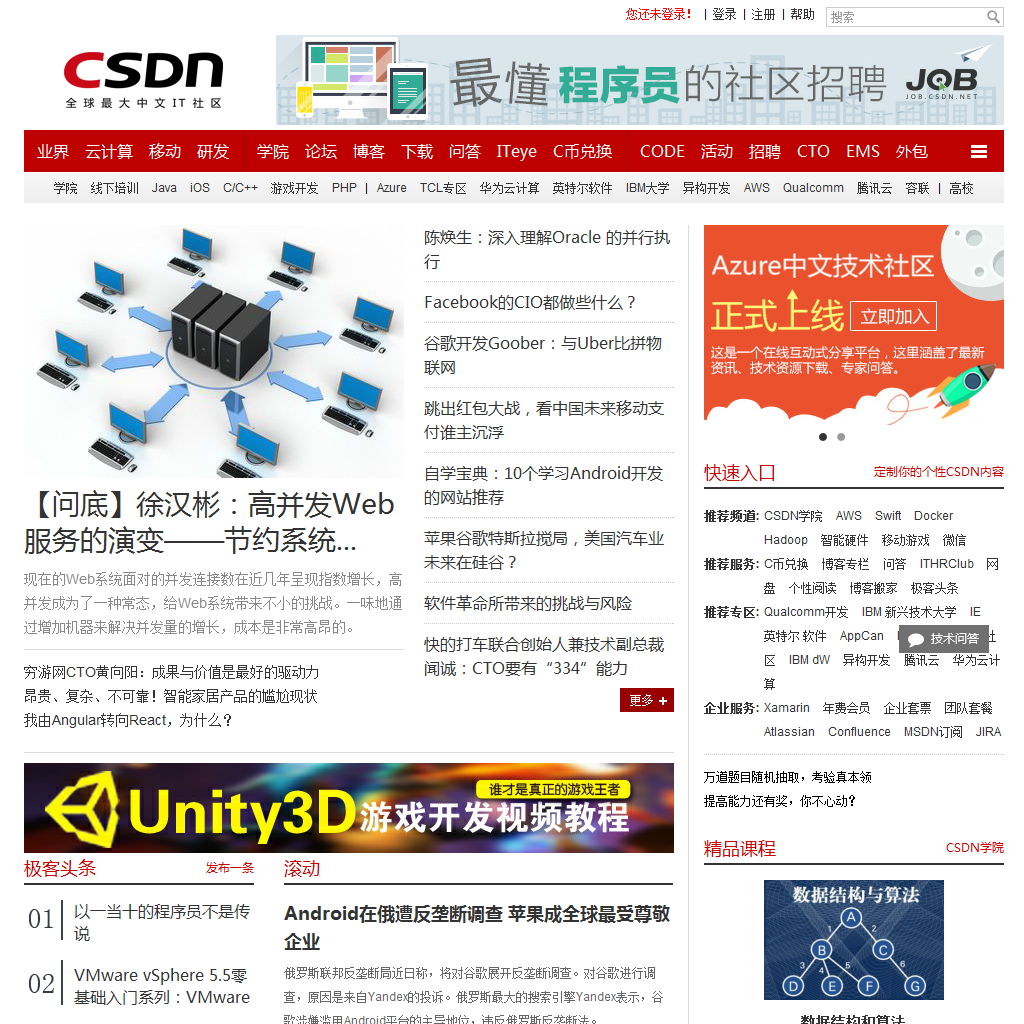 您还未登录！ | 登录 | 注册 | 帮助 搜索
CSDN
全球最大中文IT社区
最懂程序员的社区招聘 JOB
JOB.CSDN.NET
业界 云计算 移动 研发 学院 论坛 博客 下载 问答 ITeye C币兑换 CODE 活动 招聘 CTO EMS 外包
学院 线下培训 Java iOS C/C++ 游戏开发 PHP | Azure TCL专区 华为云计算 英特尔软件 IBM大学 异构开发 AWS Qualcomm 腾讯云 容联 | 高校
【问底】徐汉彬：高并发Web
服务的演变——节约系统...
现在的Web系统面对的并发连接数在近几年呈现指数增长，高
并发成为了一种常态，给Web系统带来不小的挑战。一味地通
过增加机器来解决并发量的增长，成本是非常高昂的。
穷游网CTO黄向阳：成果与价值是最好的驱动力
昂贵、复杂、不可靠！智能家居产品的尴尬现状
我由Angular转向React，为什么？
陈焕生：深入理解Oracle 的并行执
行
Facebook的CIO都做些什么？
谷歌开发Goober：与Uber比拼物
联网
跳出红包大战，看中国未来移动支
付谁主沉浮
自学宝典：10个学习Android开发
的网站推荐
苹果谷歌特斯拉搅局，美国汽车业
未来在硅谷？
软件革命所带来的挑战与风险
快的打车联合创始人兼技术副总裁
闻诚：CTO要有“334”能力
更多 +
Azure中文技术社区
正式上线 立即加入
这是一个在线互动式分享平台，这里涵盖了最新
资讯、技术资源下载、专家问答。
快速入口 定制你的个性CSDN内容
推荐频道: CSDN学院 AWS Swift Docker
Hadoop 智能硬件 移动游戏 微信
推荐服务: C币兑换 博客专栏 问答 ITHRClub 网
盘 个性阅读 博客搬家 极客头条
推荐专区: Qualcomm开发 IBM 新兴技术大学 IE
英特尔 软件 AppCan 技术问答 社
区 IBM dW 异构开发 腾讯云 华为云计
算
企业服务: Xamarin 年费会员 企业套票 团队套餐
Atlassian Confluence MSDN订阅 JIRA
万道题目随机抽取，考验真本领
提高能力还有奖，你不心动？
谁才是真正的游戏王者
Unity3D游戏开发视频教程
极客头条 发布一条
01 以一当十的程序员不是传
说
02 VMware vSphere 5.5零
基础入门系列：VMware
滚动
Android在俄遭反垄断调查 苹果成全球最受尊敬
企业
俄罗斯联邦反垄断局近日称，将对谷歌展开反垄断调查。对谷歌进行调
查，原因是来自Yandex的投诉。俄罗斯最大的搜索引擎Yandex表示，谷
歌涉嫌滥用Android平台的主导地位，违反俄罗斯反垄断法。
精品课程 CSDN学院
数据结构与算法
A
1 2
B C
3 4 5 6
D E F G
数据结构和算法